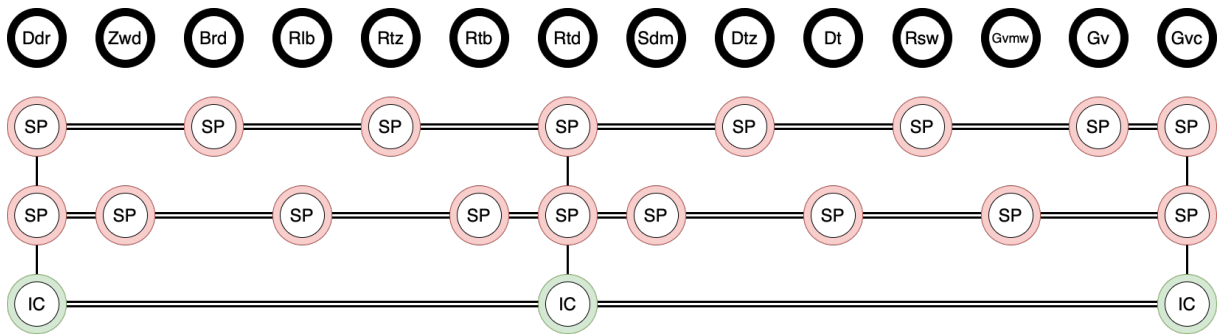 Ddr Zwd Brd Rlb Rtz Rtb Rtd Sdm Dtz Dt Rsw Gvmw Gv Gvc
SP SP SP SP SP SP SP SP
SP SP SP SP SP SP SP SP SP
IC IC IC